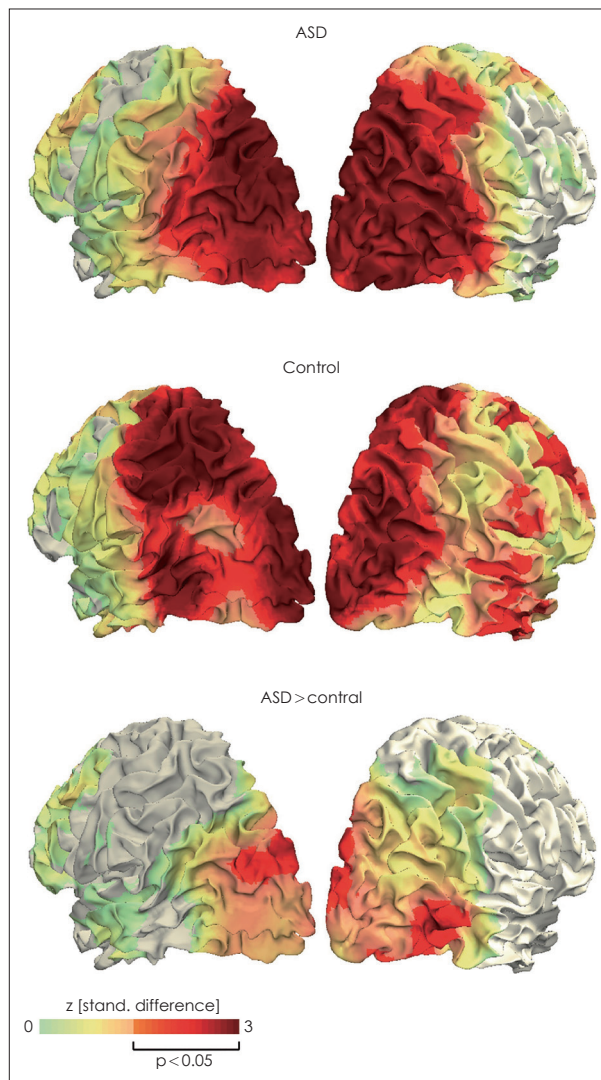 ASD
Control
ASD>contral
z [stand. difference]
0 3
p<0.05